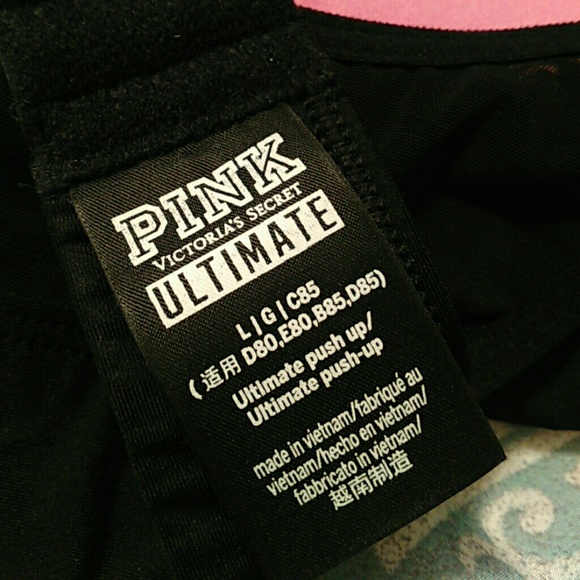 PINK
VICTORIA'S SECRET
ULTIMATE
L|G|C85
(适用 D80,E80,B85,D85)
Ultimate push up/
Ultimate push-up
made in vietnam/fabriqué au
vietnam/hecho en vietnam/
fabbricato in vietnam/
越南制造